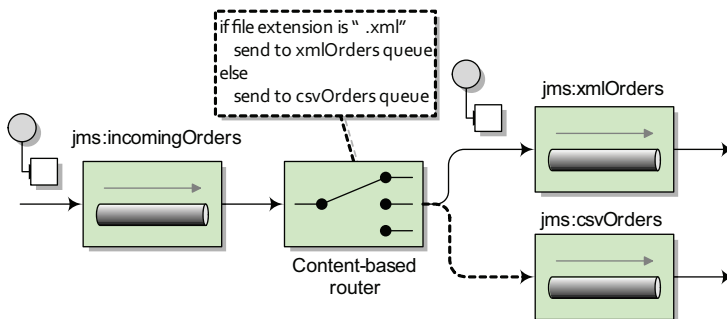 if file extension is “ .xml”
send to xmlOrders queue
else
send to csvOrders queue
jms:xmlOrders
jms:incomingOrders
jms:csvOrders
Content-based
router